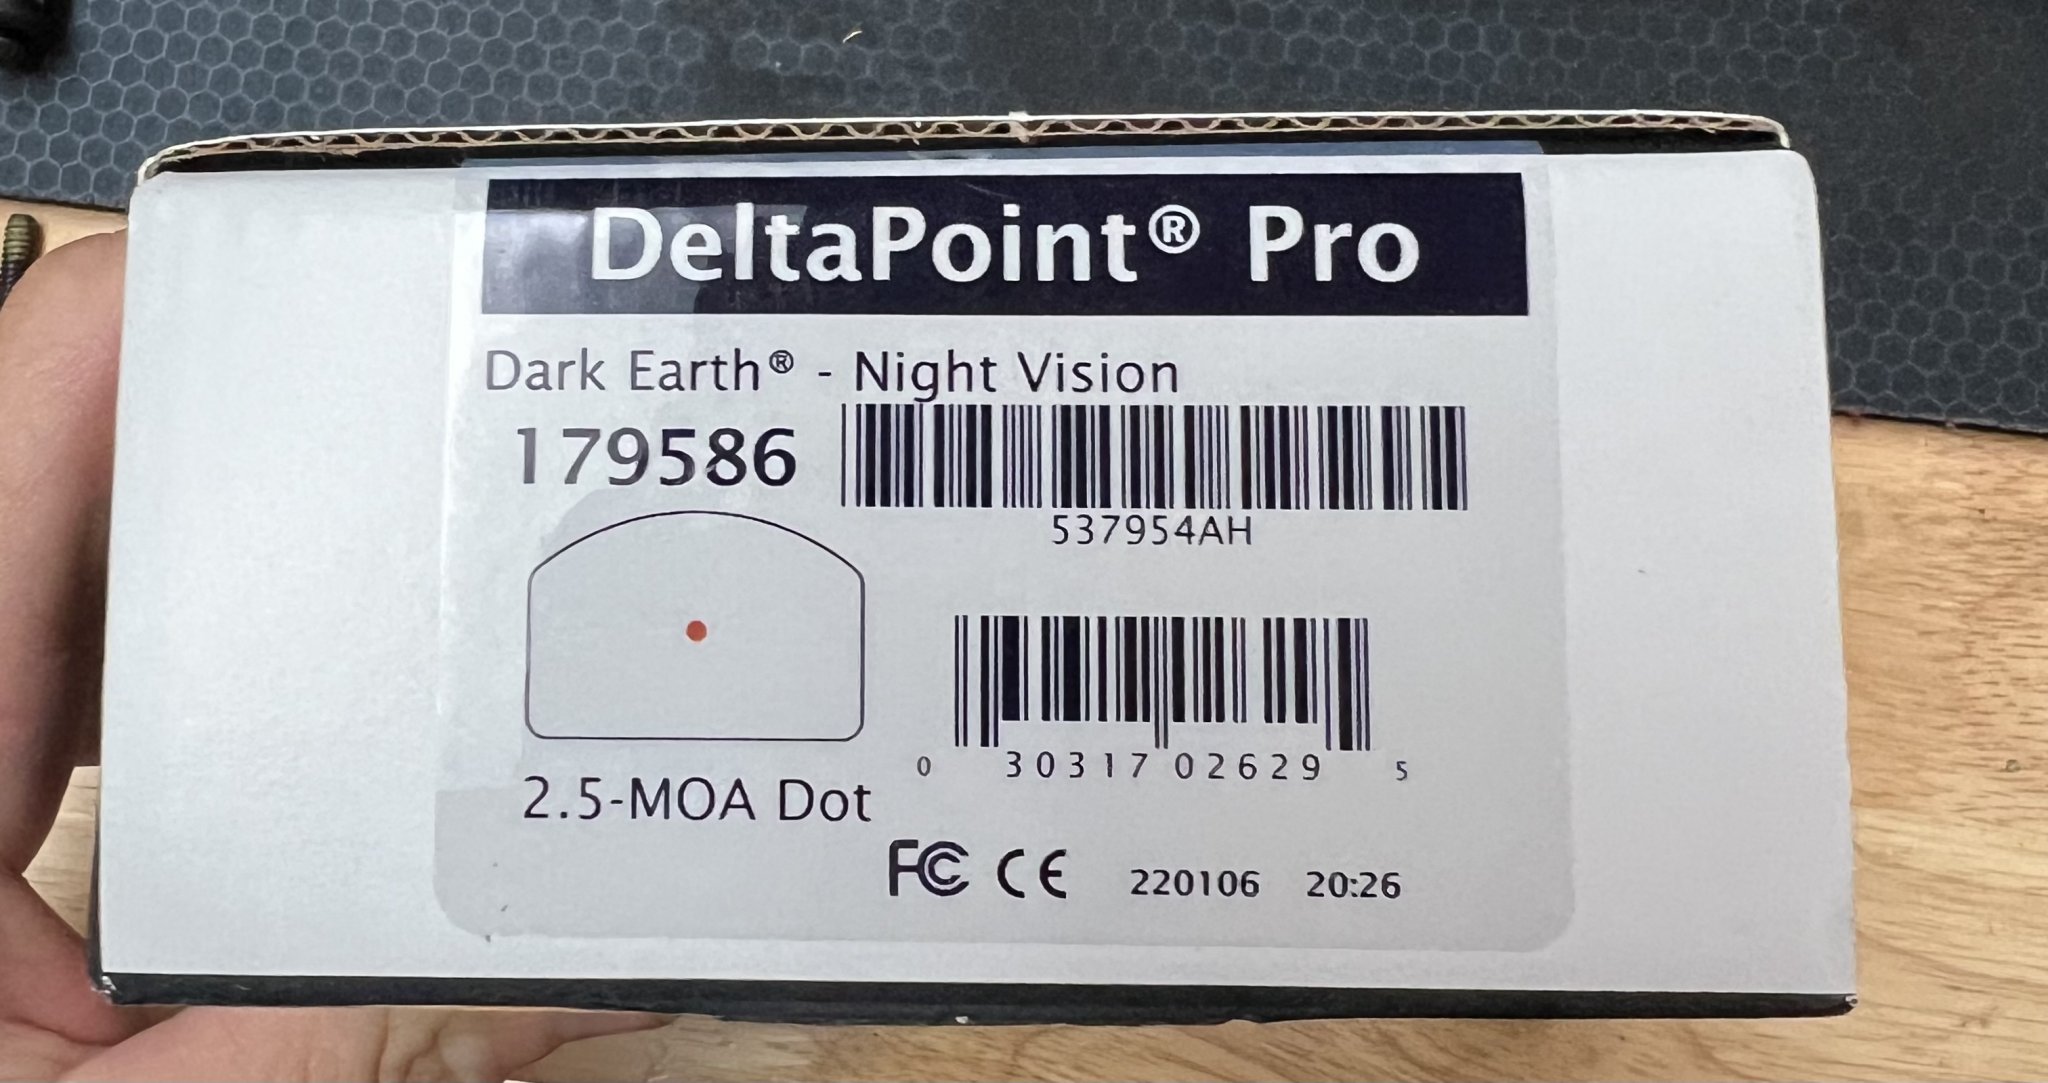 DeltaPoint® Pro
Dark Earth® - Night Vision
179586
537954AH
2.5-MOA Dot
0 30317 02629 5
FC CE 220106 20:26